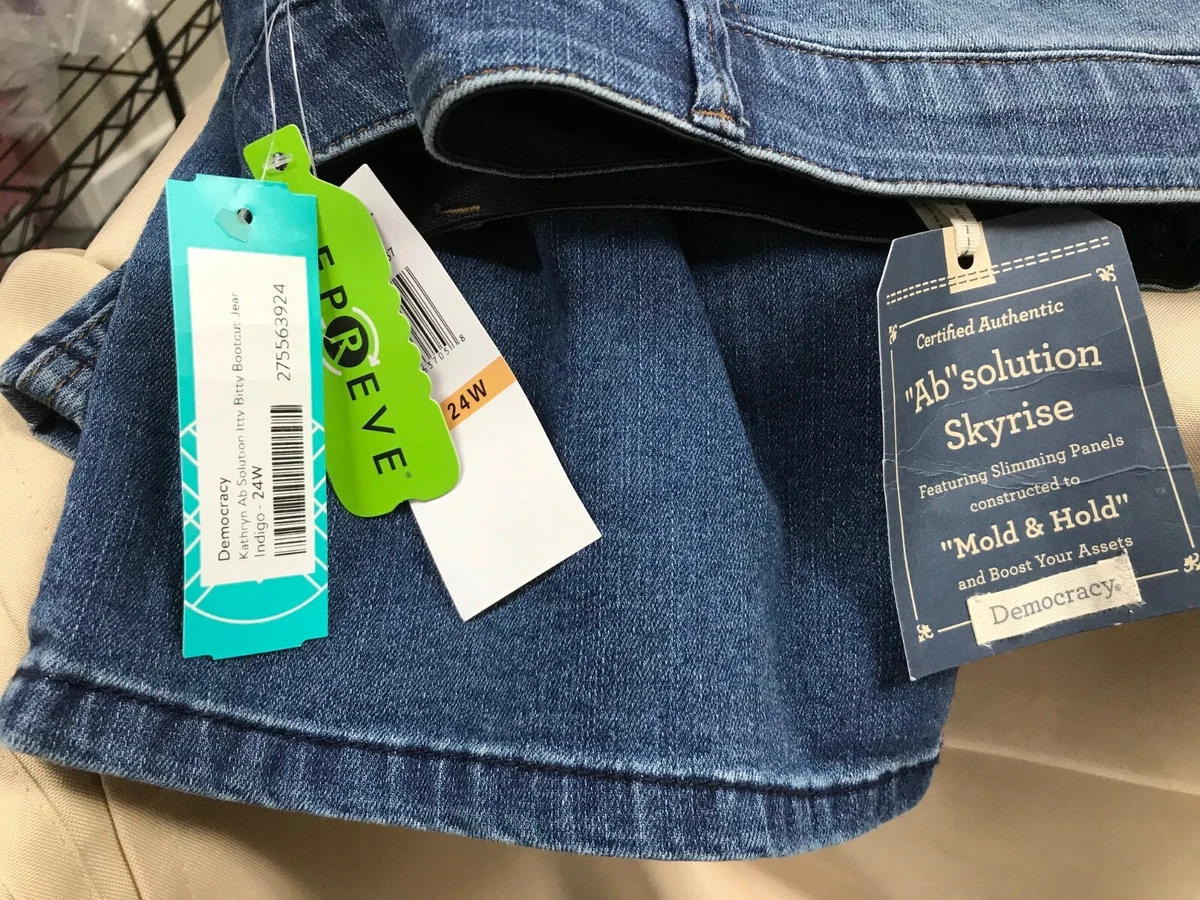 Democracy
Kathryn Ab Solution Itty Bitty Bootcut Jear
Indigo - 24W
275563924
EPREVE®
24W
Certified Authentic
"Ab"solution
Skyrise
Featuring Slimming Panels
constructed to
"Mold & Hold"
and Boost Your Assets
Democracy®